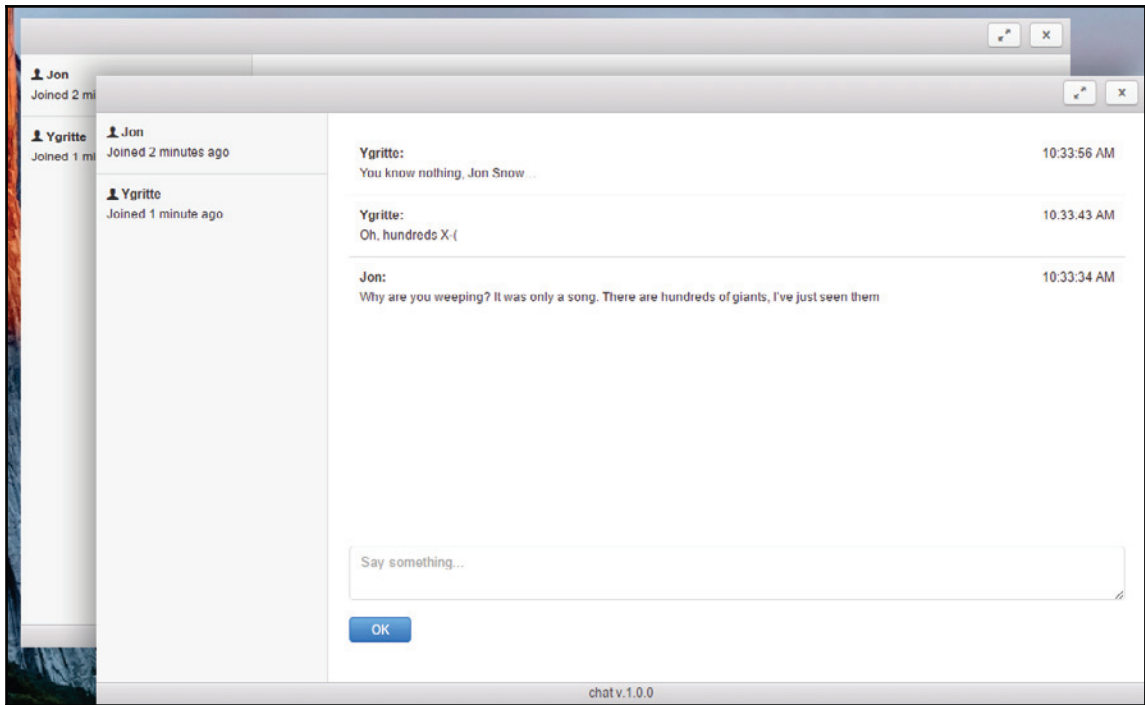 x
Jon
Joined 2 mi
Ygritte
Joined 1 mi
x
Jon
Joined 2 minutes ago
Ygritte
Joined 1 minute ago
Ygritte:
10:33:56 AM
You know nothing, Jon Snow...
Ygritte:
10:33:43 AM
Oh, hundreds X-(
Jon:
10:33:34 AM
Why are you weeping? It was only a song. There are hundreds of giants, I've just seen them
Say something...
OK
chat v.1.0.0